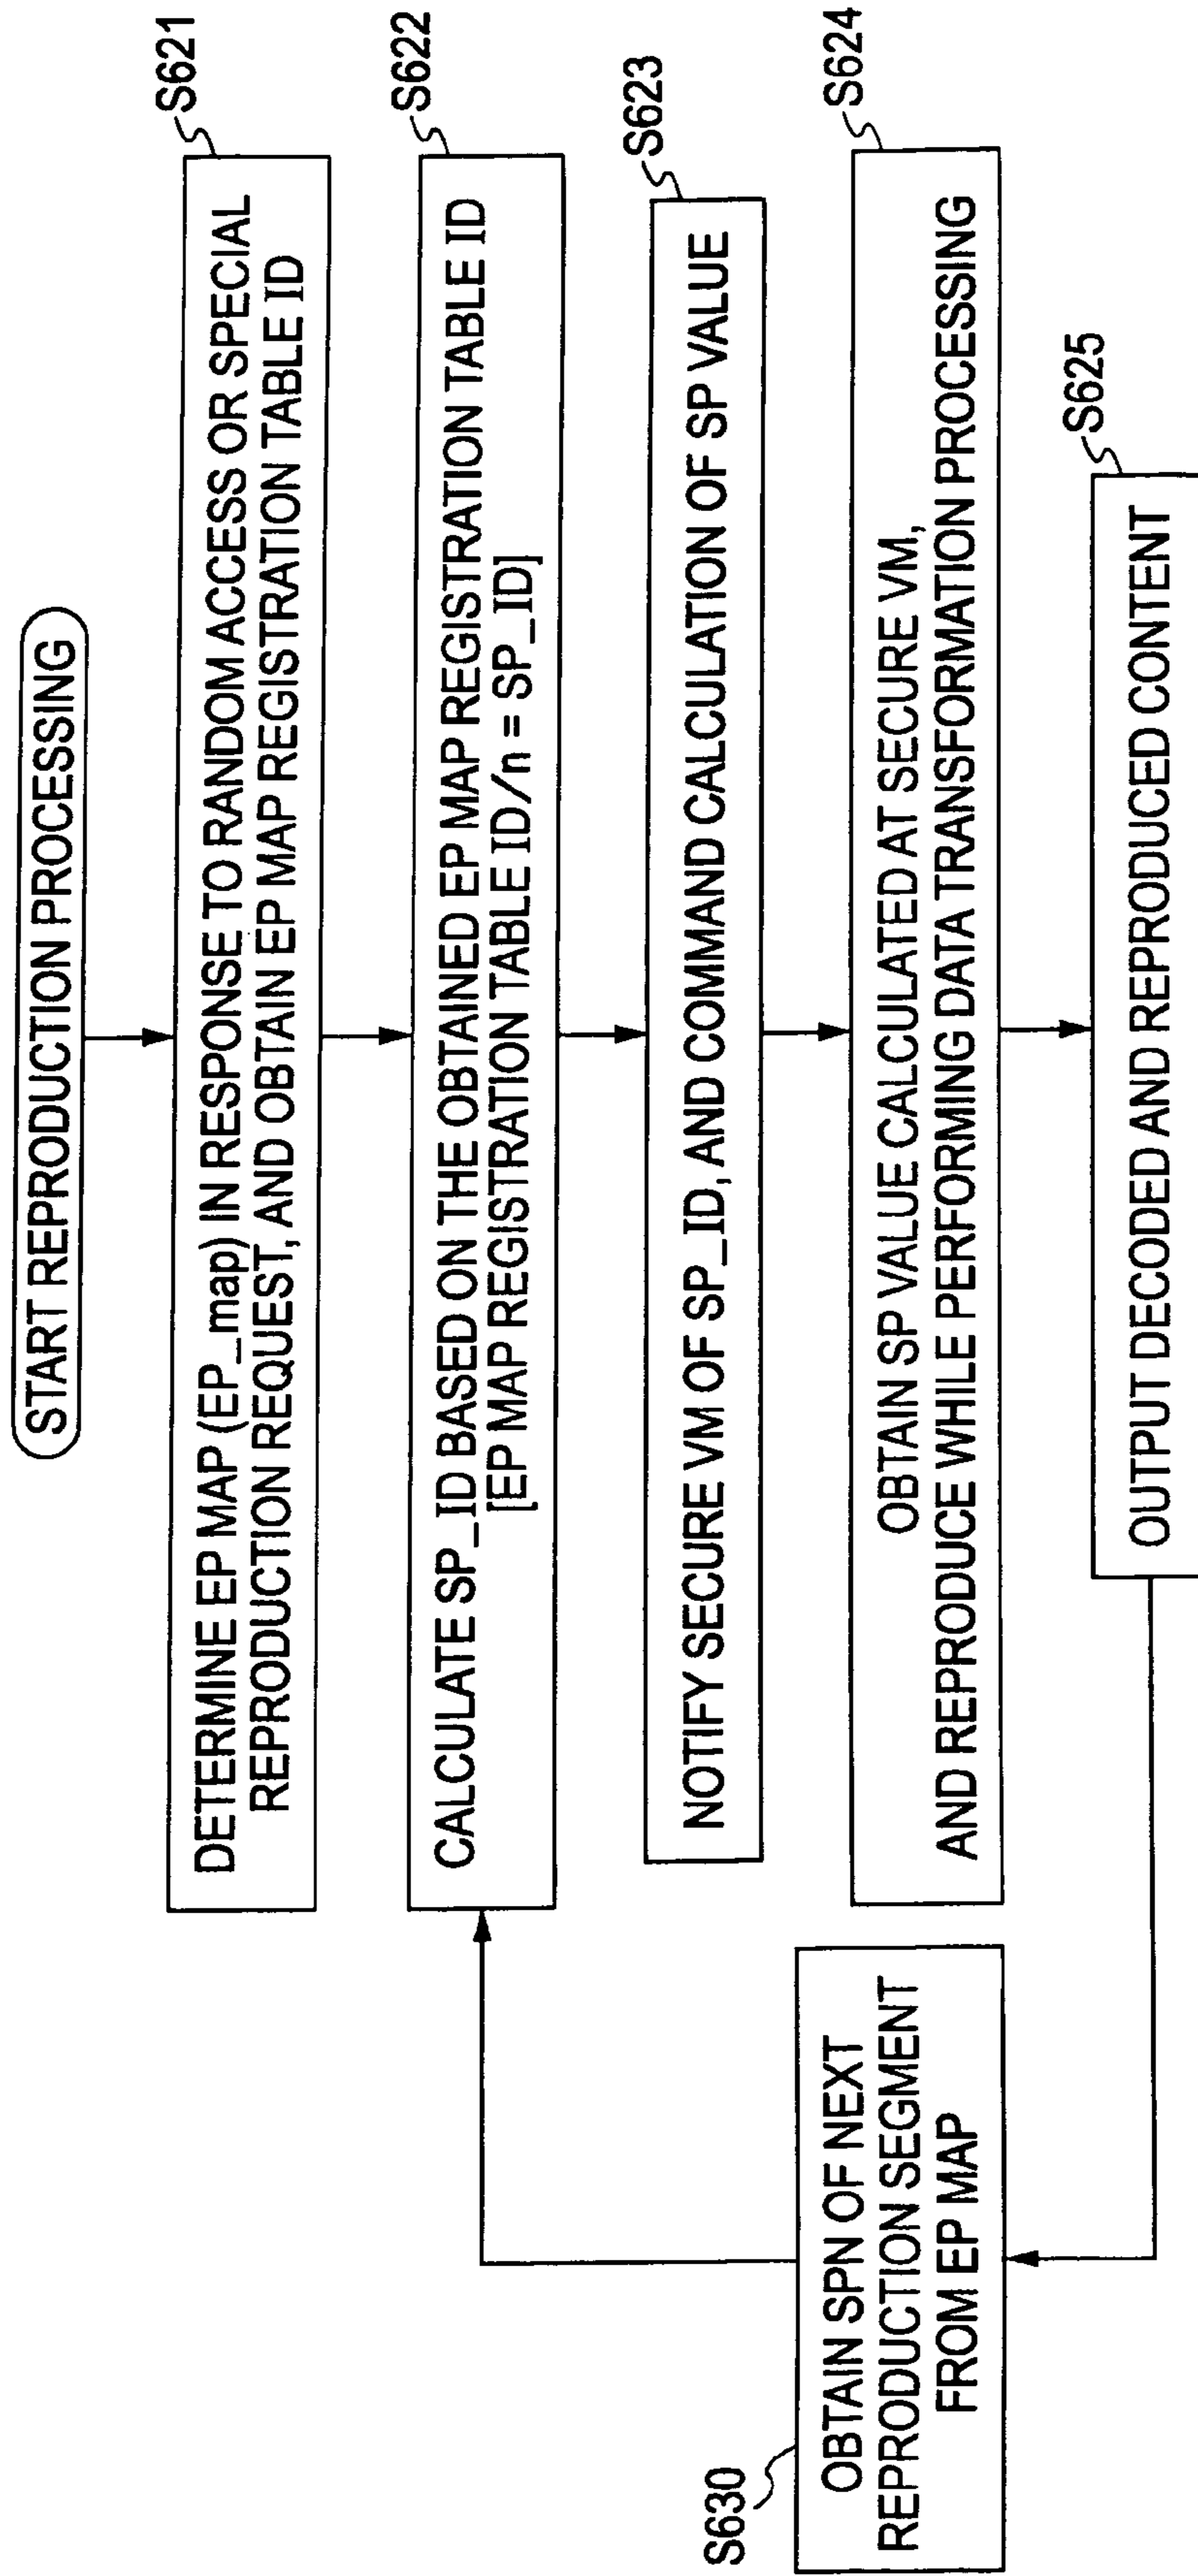 START REPRODUCTION PROCESSING
S621
DETERMINE EP MAP (EP_map) IN RESPONSE TO RANDOM ACCESS OR SPECIAL
REPRODUCTION REQUEST, AND OBTAIN EP MAP REGISTRATION TABLE ID
S622
CALCULATE SP_ID BASED ON THE OBTAINED EP MAP REGISTRATION TABLE ID
[EP MAP REGISTRATION TABLE ID/n = SP_ID]
S623
NOTIFY SECURE VM OF SP_ID, AND COMMAND CALCULATION OF SP VALUE
S624
OBTAIN SP VALUE CALCULATED AT SECURE VM,
AND REPRODUCE WHILE PERFORMING DATA TRANSFORMATION PROCESSING
S625
OUTPUT DECODED AND REPRODUCED CONTENT
S630
OBTAIN SPN OF NEXT
REPRODUCTION SEGMENT
FROM EP MAP